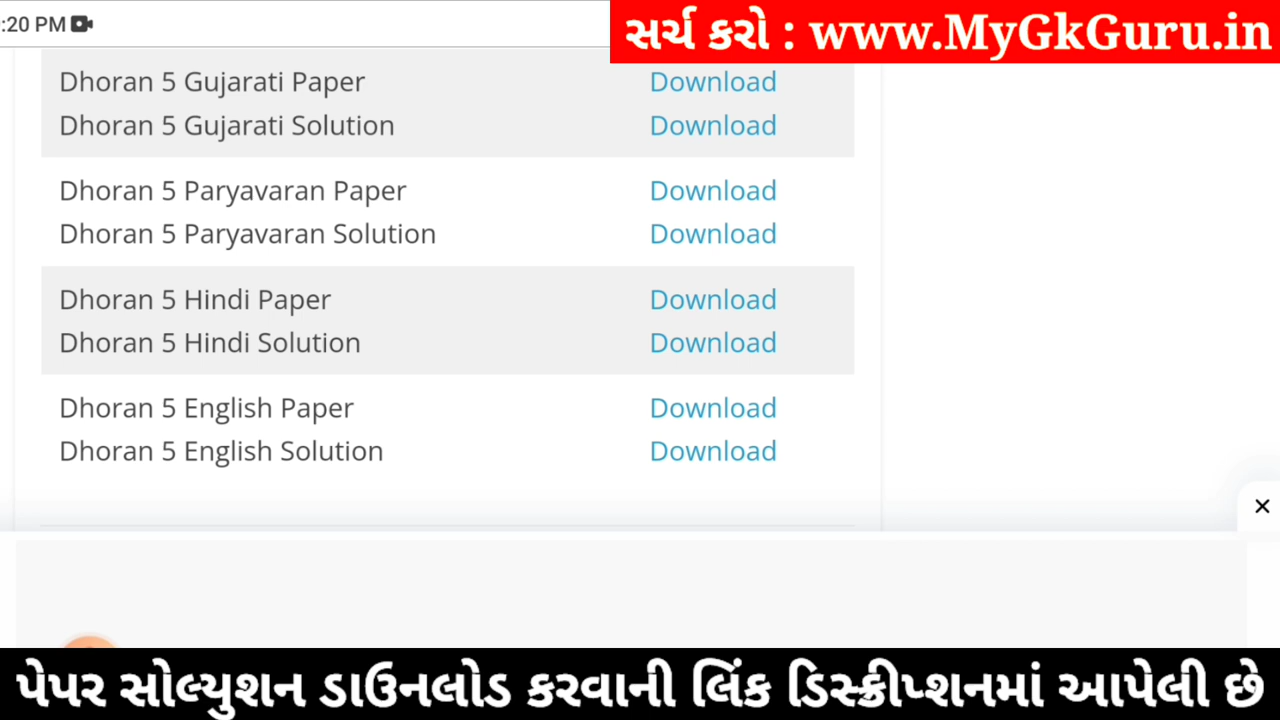 :20 PM
સર્ચ કરો : www.MyGkGuru.in
Dhoran 5 Gujarati Paper Download
Dhoran 5 Gujarati Solution Download
Dhoran 5 Paryavaran Paper Download
Dhoran 5 Paryavaran Solution Download
Dhoran 5 Hindi Paper Download
Dhoran 5 Hindi Solution Download
Dhoran 5 English Paper Download
Dhoran 5 English Solution Download
પેપર સોલ્યુશન ડાઉનલોડ કરવાની લિંક ડિસ્ક્રીપ્શનમાં આપેલી છે